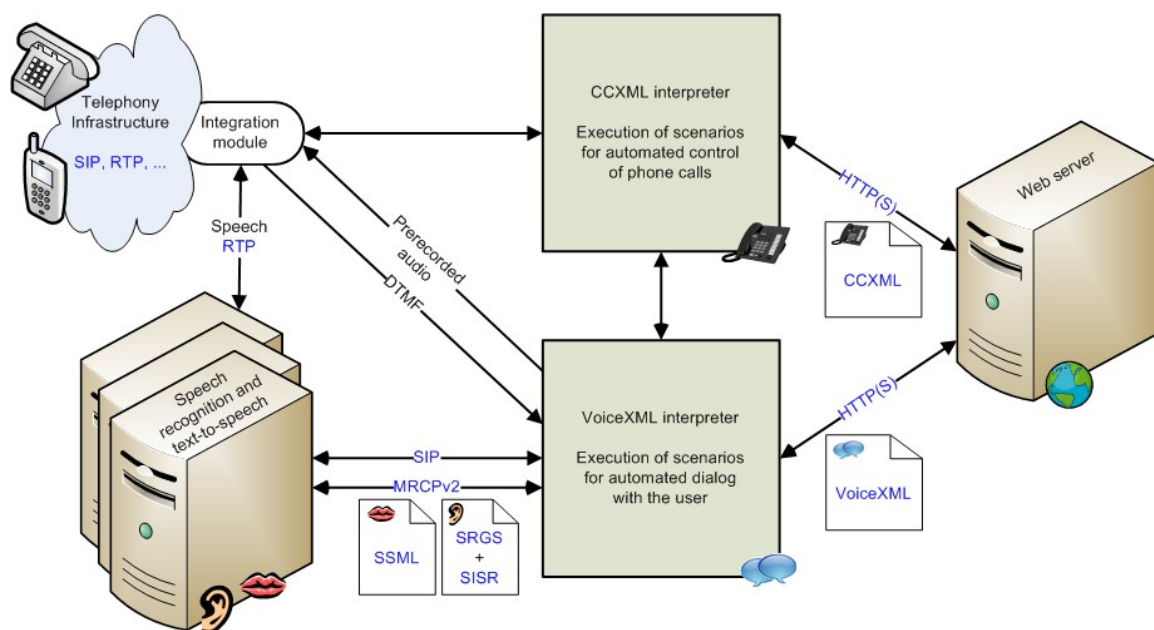 Telephony
Infrastructure
SIP, RTP, ...
Integration
module
CCXML interpreter
Execution of scenarios
for automated control
of phone calls
HTTP(S)
Web server
CCXML
Speech
RTP
Prerecorded
audio
DTMF
Speech
recognition and
text-to-speech
SIP
MRCPv2
SSML
SRGS
+
SISR
VoiceXML interpreter
Execution of scenarios
for automated dialog
with the user
HTTP(S)
VoiceXML